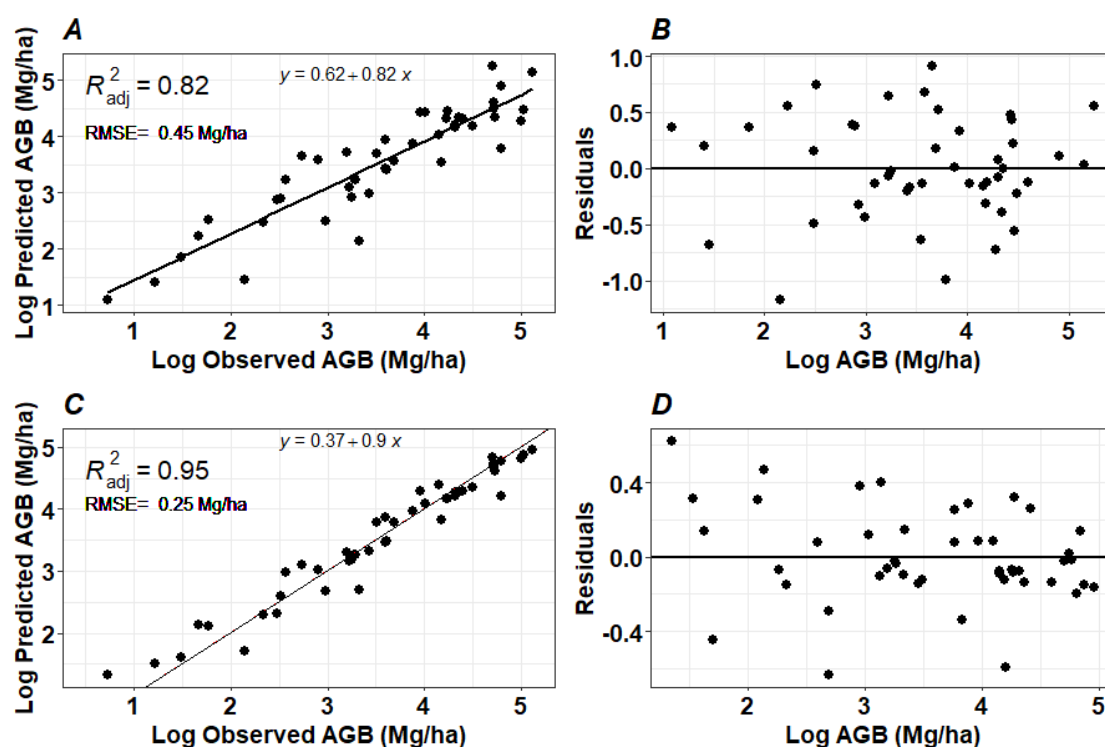 A
Log Predicted AGB (Mg/ha)
5
4
3
2
1
R²adj = 0.82
RMSE= 0.45 Mg/ha
y = 0.62 + 0.82 x
1 2 3 4 5
Log Observed AGB (Mg/ha)
B
Residuals
1.0
0.5
0.0
-0.5
-1.0
1 2 3 4 5
Log AGB (Mg/ha)
C
Log Predicted AGB (Mg/ha)
5
4
3
2
R²adj = 0.95
RMSE= 0.25 Mg/ha
y = 0.37 + 0.9 x
1 2 3 4 5
Log Observed AGB (Mg/ha)
D
Residuals
0.4
0.0
-0.4
2 3 4 5
Log AGB (Mg/ha)